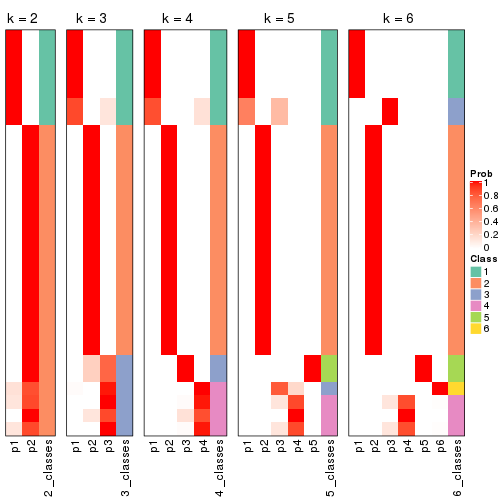 k = 2
k = 3
k = 4
k = 5
k = 6
p1
p2
2_classes
p1
p2
p3
3_classes
p1
p2
p3
p4
4_classes
p1
p2
p3
p4
p5
5_classes
p1
p2
p3
p4
p5
p6
6_classes
Prob
1
0.8
0.6
0.4
0.2
0
Class
1
2
3
4
5
6